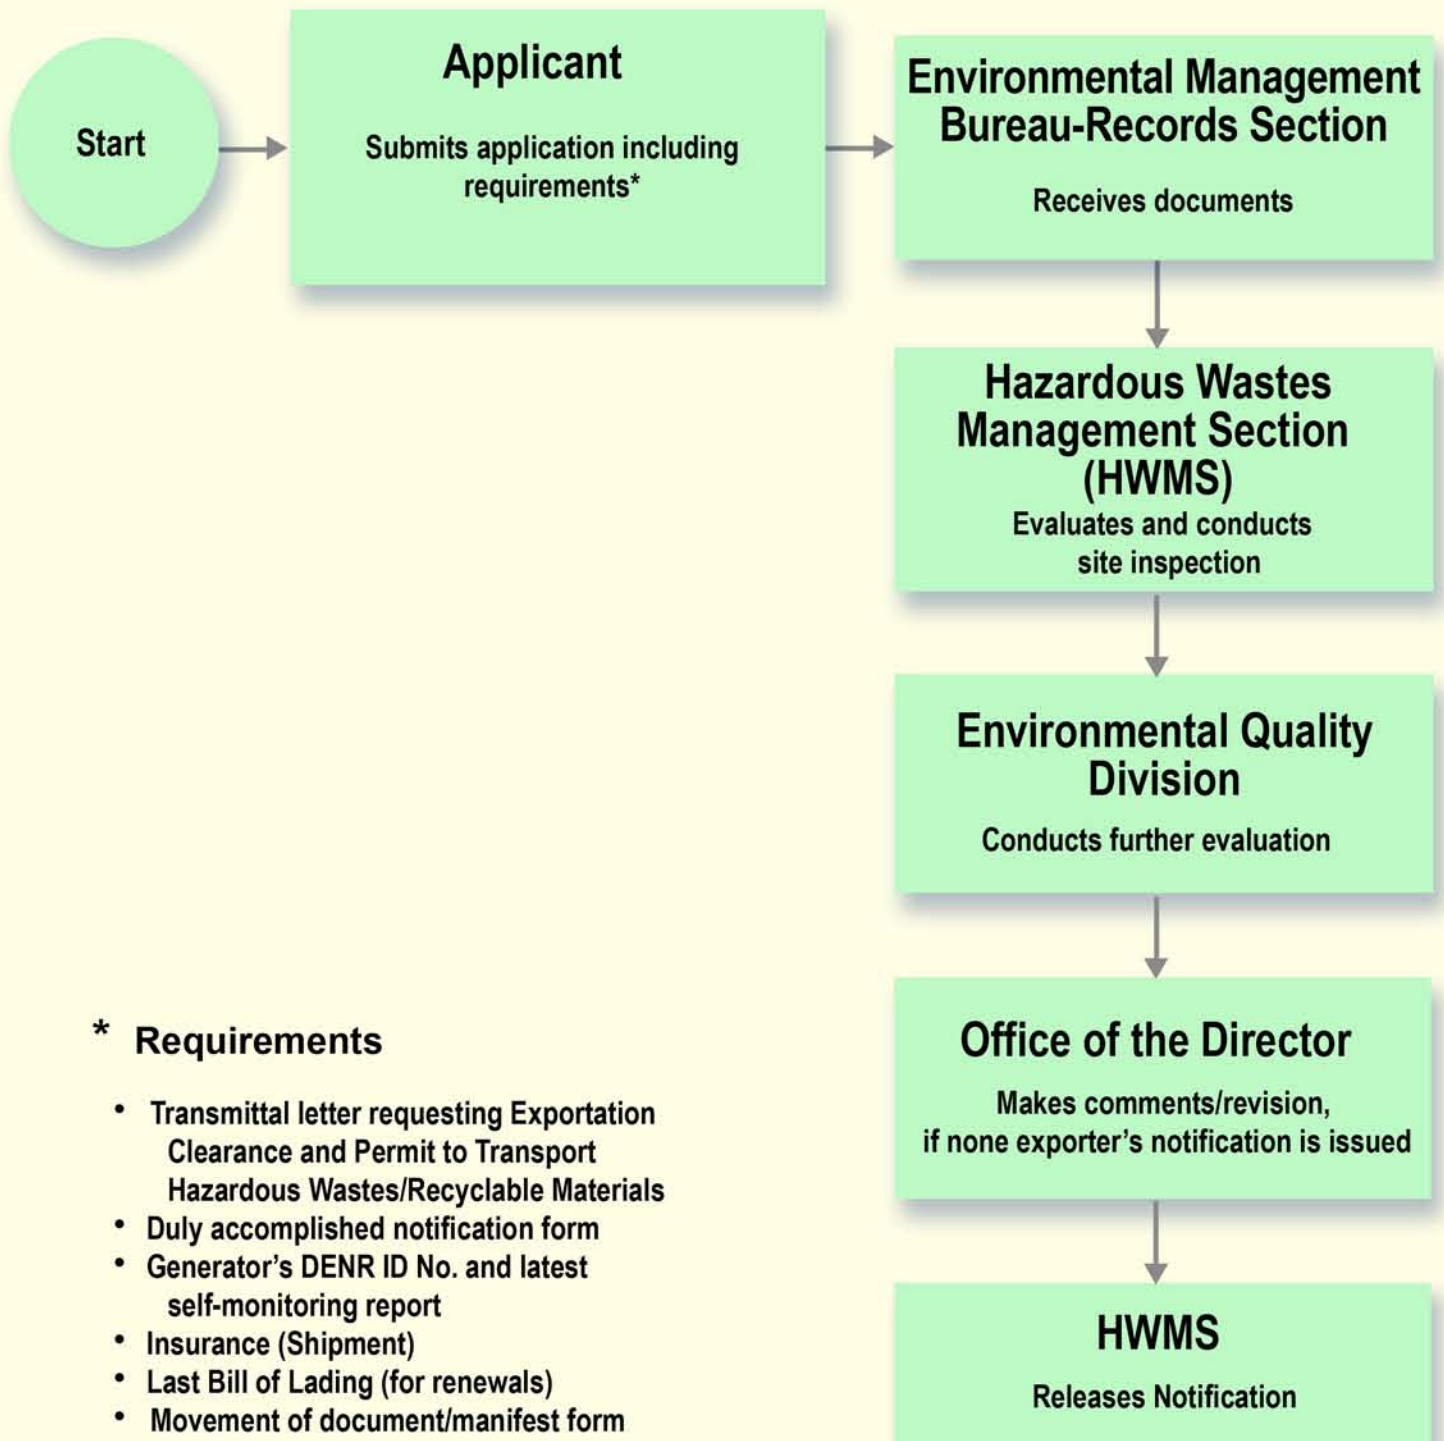 Start
Applicant
Submits application including
requirements*
Environmental Management
Bureau-Records Section
Receives documents
Hazardous Wastes
Management Section
(HWMS)
Evaluates and conducts
site inspection
Environmental Quality
Division
Conducts further evaluation
Office of the Director
Makes comments/revision,
if none exporter's notification is issued
HWMS
Releases Notification
* Requirements
• Transmittal letter requesting Exportation
Clearance and Permit to Transport
Hazardous Wastes/Recyclable Materials
• Duly accomplished notification form
• Generator's DENR ID No. and latest
self-monitoring report
• Insurance (Shipment)
• Last Bill of Lading (for renewals)
• Movement of document/manifest form